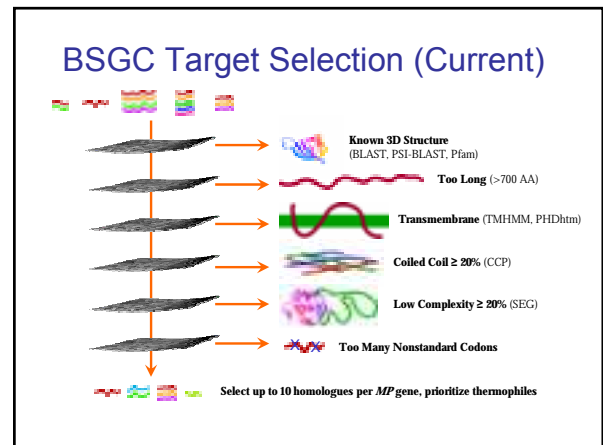 BSGC Target Selection (Current)
Known 3D Structure
(BLAST, PSI-BLAST, Pfam)
Too Long (>700 AA)
Transmembrane (TMHMM, PHDhtm)
Coiled Coil ≥ 20% (CCP)
Low Complexity ≥ 20% (SEG)
Too Many Nonstandard Codons
Select up to 10 homologues per MP gene, prioritize thermophiles